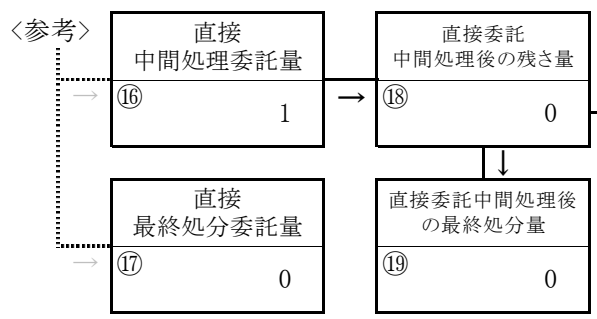 〈参考〉
直接
中間処理委託量
⑯
1
→
→
直接委託
中間処理後の残さ量
⑱
0
↓
直接
最終処分委託量
⑰
0
→
直接委託中間処理後
の最終処分量
⑲
0